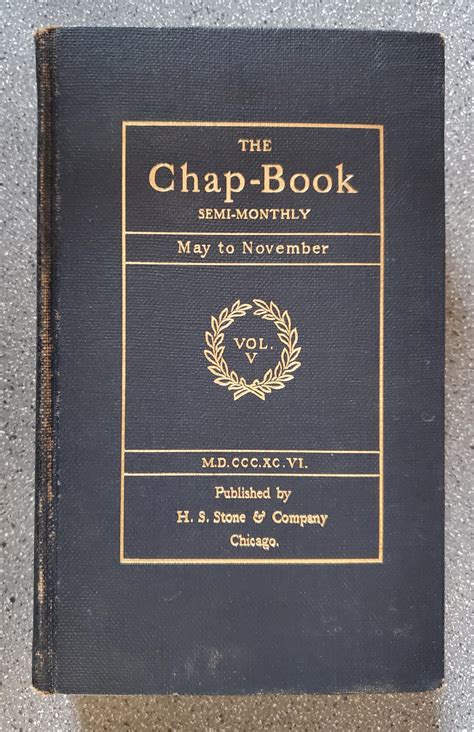 THE
Chap-Book
SEMI-MONTHLY
May to November
VOL.
V
M.D.CCC.XC.VI.
Published by
H. S. Stone & Company
Chicago.